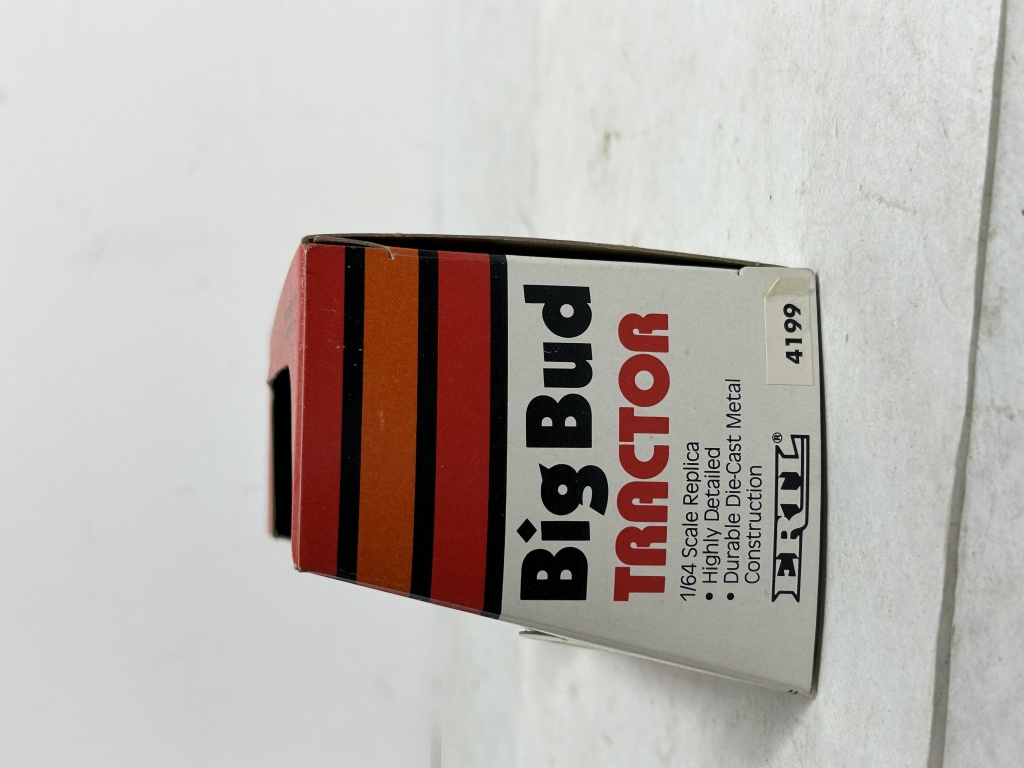 Big Bud
TRACTOR
1/64 Scale Replica
• Highly Detailed
• Durable Die-Cast Metal
Construction
ERTL®
4199